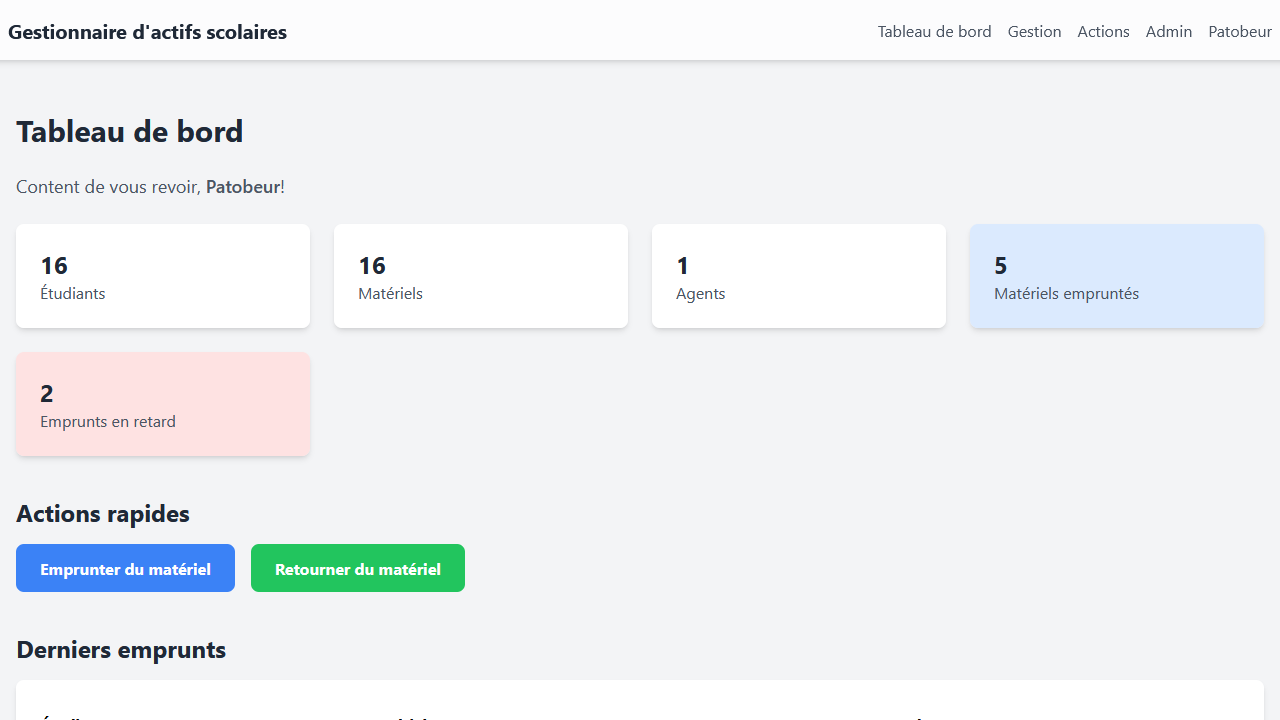 Gestionnaire d'actifs scolaires
Tableau de bord Gestion Actions Admin Patobeur
Tableau de bord
Content de vous revoir, Patobeur!
16
Étudiants
16
Matériels
1
Agents
5
Matériels empruntés
2
Emprunts en retard
Actions rapides
Emprunter du matériel
Retourner du matériel
Derniers emprunts